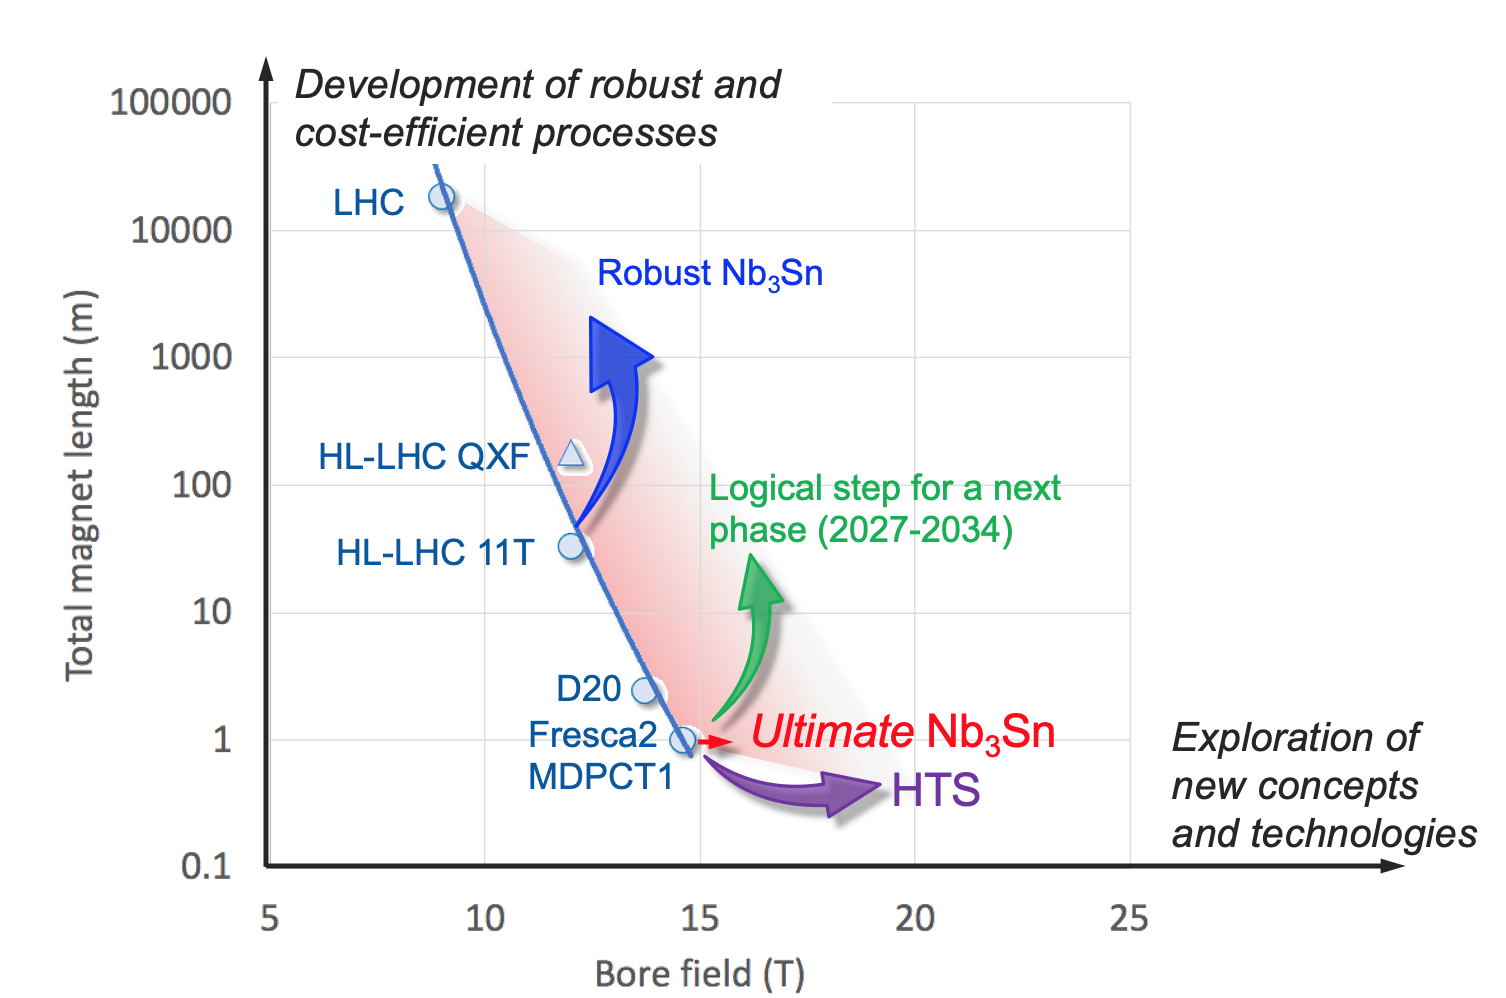 Development of robust and
cost-efficient processes
100000
10000
1000
100
10
1
0.1
Total magnet length (m)
LHC
Robust Nb₃Sn
HL-LHC QXF
Logical step for a next
phase (2027-2034)
HL-LHC 11T
D20
Fresca2
MDPCT1
Ultimate Nb₃Sn
HTS
Exploration of
new concepts
and technologies
5 10 15 20 25
Bore field (T)